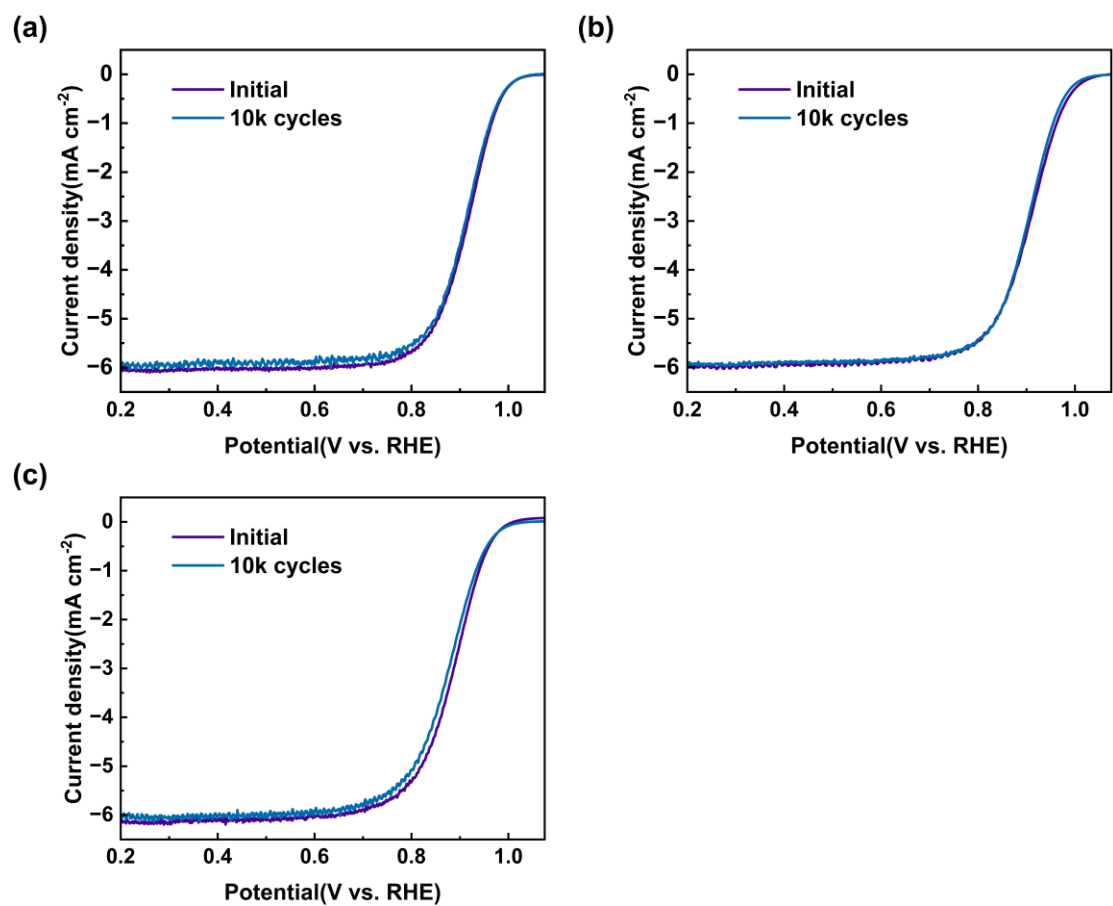 (a)
Initial
10k cycles
Current density(mA cm-2)
0
−1
−2
−3
−4
−5
−6
0.2 0.4 0.6 0.8 1.0
Potential(V vs. RHE)
(b)
Initial
10k cycles
Current density(mA cm-2)
0
−1
−2
−3
−4
−5
−6
0.2 0.4 0.6 0.8 1.0
Potential(V vs. RHE)
(c)
Initial
10k cycles
Current density(mA cm-2)
0
−1
−2
−3
−4
−5
−6
0.2 0.4 0.6 0.8 1.0
Potential(V vs. RHE)